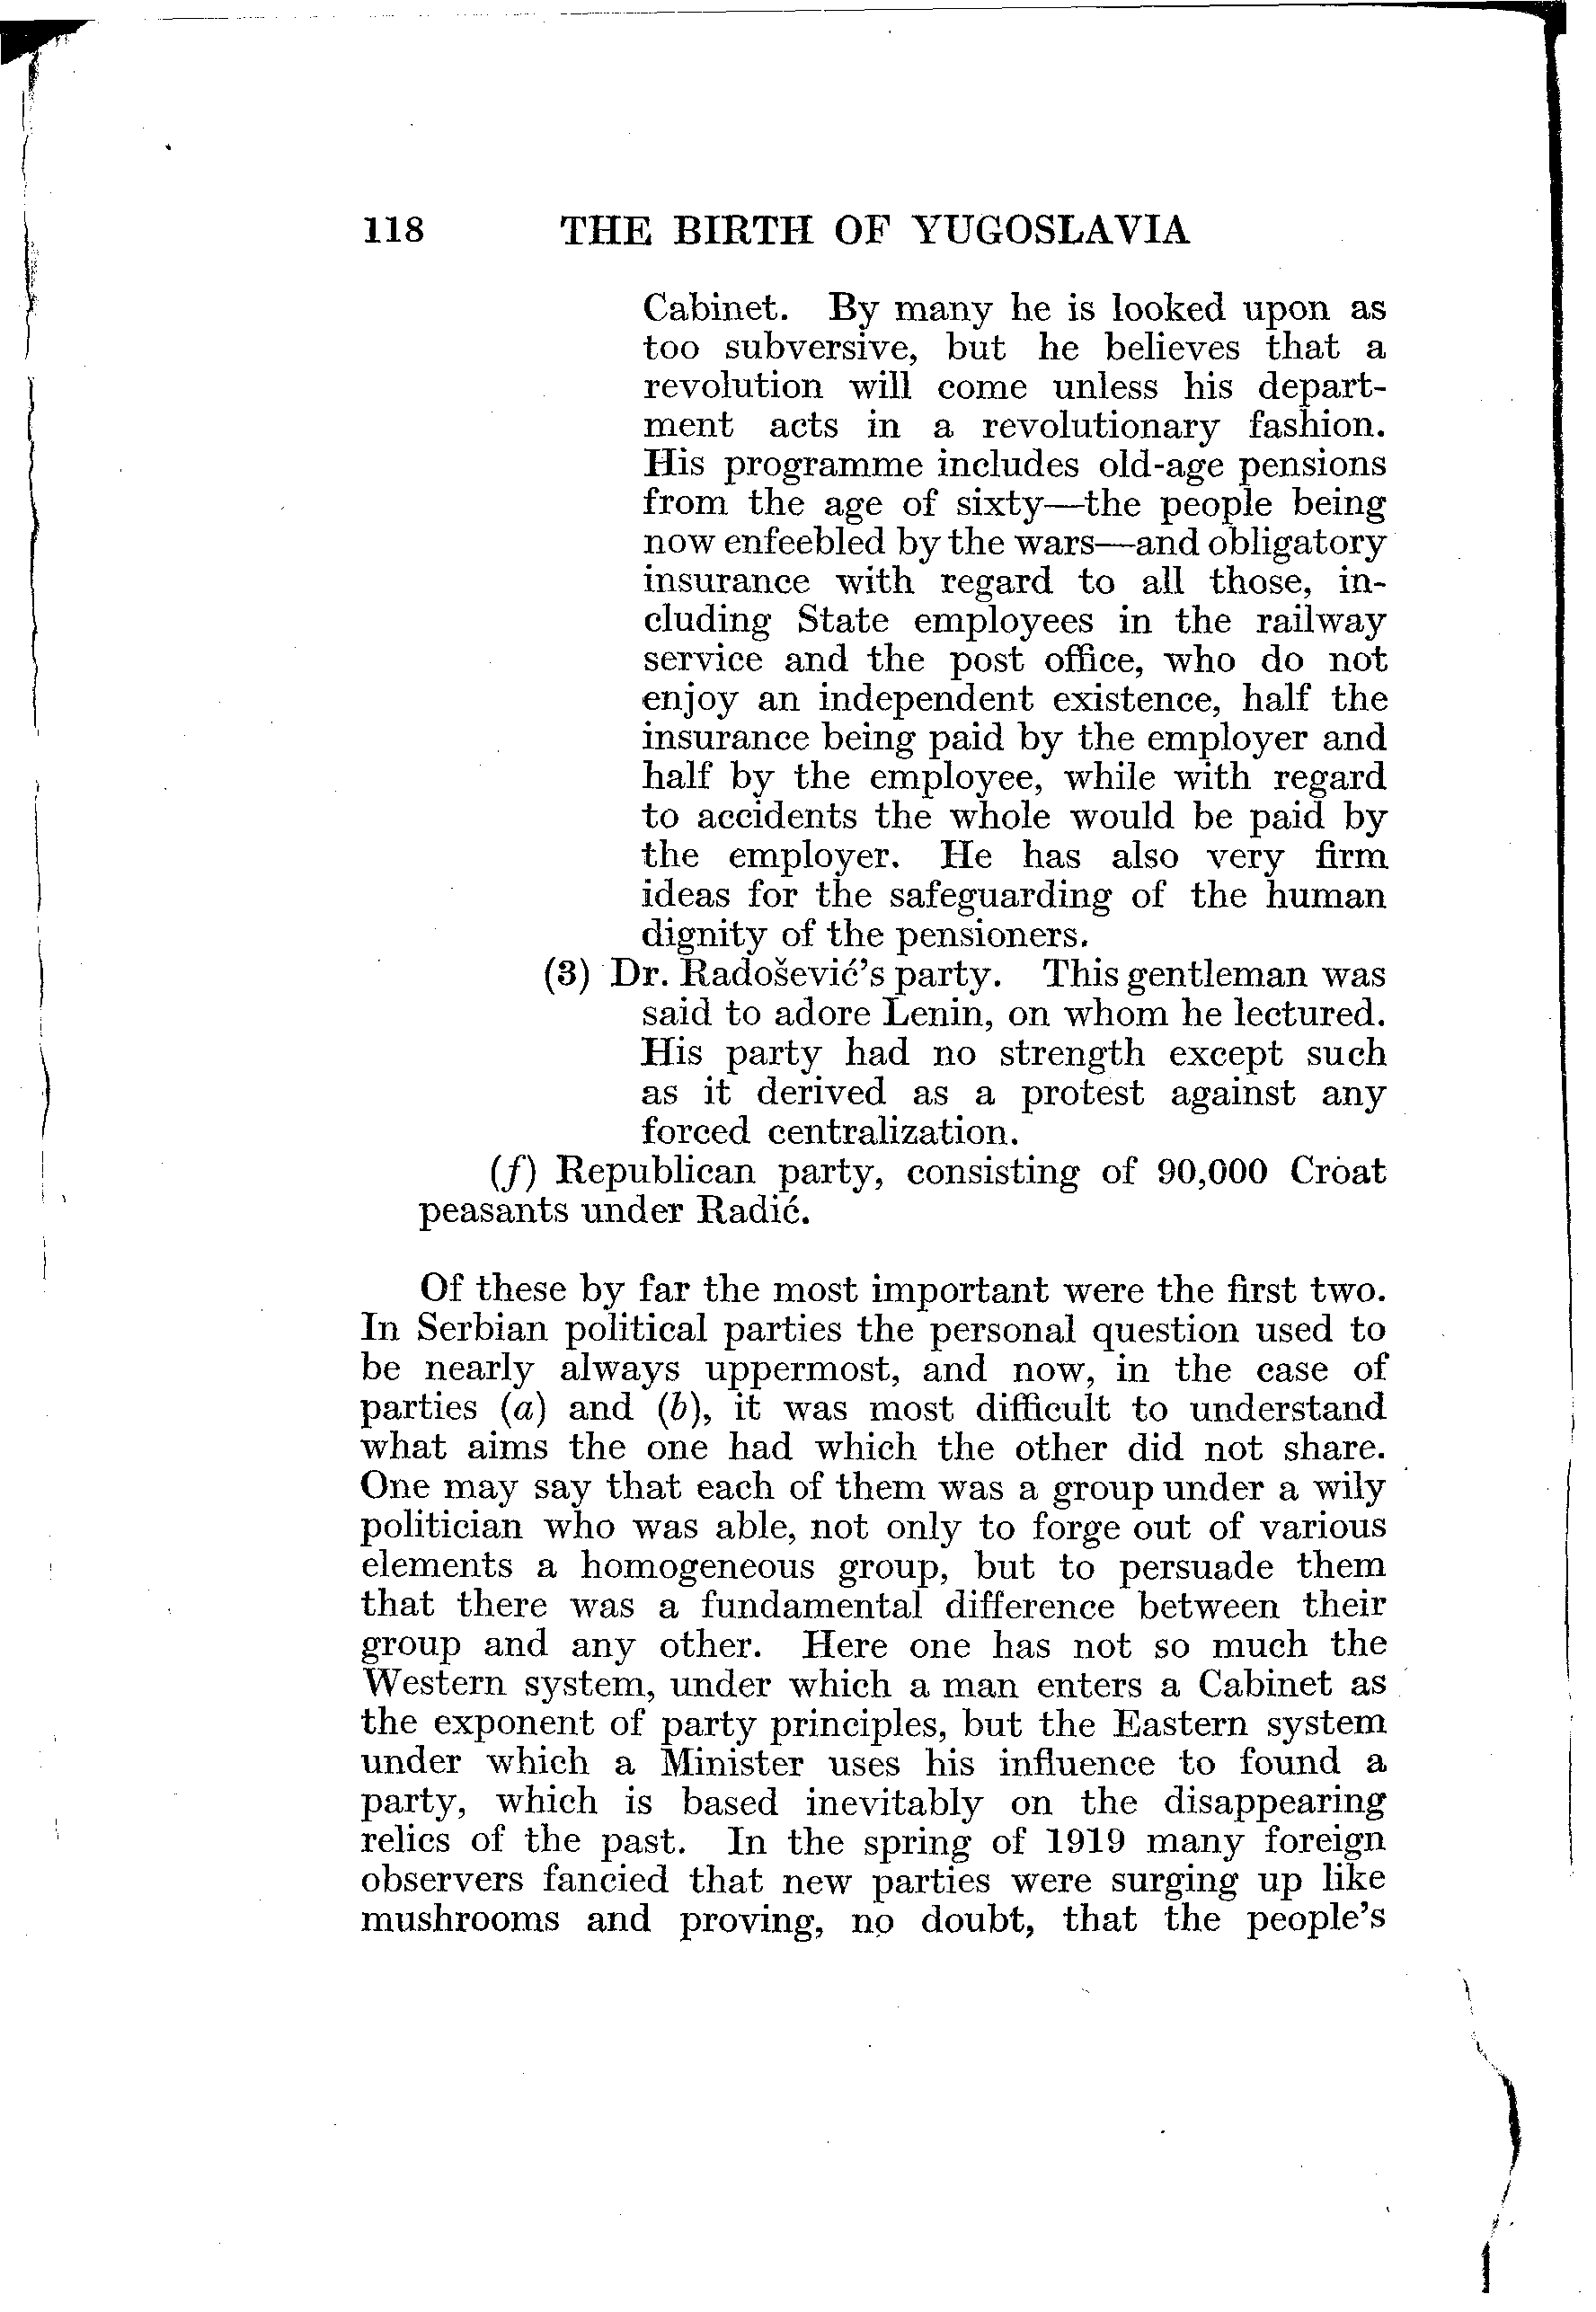 118 THE BIRTH OF YUGOSLAVIA
Cabinet. By many he is looked upon as
too subversive, but he believes that a
revolution will come unless his depart-
ment acts in a revolutionary fashion.
His programme includes old-age pensions
from the age of sixty—the people being
now enfeebled by the wars—and obligatory
insurance with regard to all those, in-
cluding State employees in the railway
service and the post office, who do not
enjoy an independent existence, half the
insurance being paid by the employer and
half by the employee, while with regard
to accidents the whole would be paid by
the employer. He has also very firm
ideas for the safeguarding of the human
dignity of the pensioners.
(3) Dr. Radošević's party. This gentleman was
said to adore Lenin, on whom he lectured.
His party had no strength except such
as it derived as a protest against any
forced centralization.
(f) Republican party, consisting of 90,000 Croat
peasants under Radić.
Of these by far the most important were the first two.
In Serbian political parties the personal question used to
be nearly always uppermost, and now, in the case of
parties (a) and (b), it was most difficult to understand
what aims the one had which the other did not share.
One may say that each of them was a group under a wily
politician who was able, not only to forge out of various
elements a homogeneous group, but to persuade them
that there was a fundamental difference between their
group and any other. Here one has not so much the
Western system, under which a man enters a Cabinet as
the exponent of party principles, but the Eastern system
under which a Minister uses his influence to found a
party, which is based inevitably on the disappearing
relics of the past. In the spring of 1919 many foreign
observers fancied that new parties were surging up like
mushrooms and proving, no doubt, that the people's